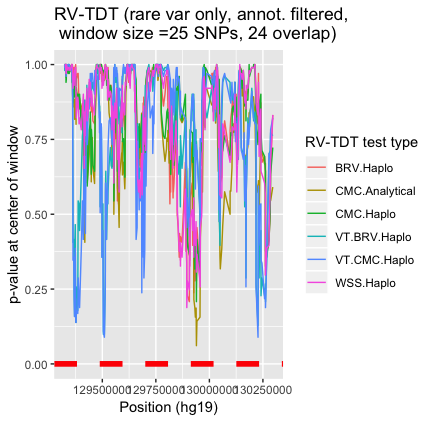 RV-TDT (rare var only, annot. filtered,
window size =25 SNPs, 24 overlap)
p-value at center of window
1.00
0.75
0.50
0.25
0.00
129500000
129750000
130000000
130250000
Position (hg19)
RV-TDT test type
BRV.Haplo
CMC.Analytical
CMC.Haplo
VT.BRV.Haplo
VT.CMC.Haplo
WSS.Haplo